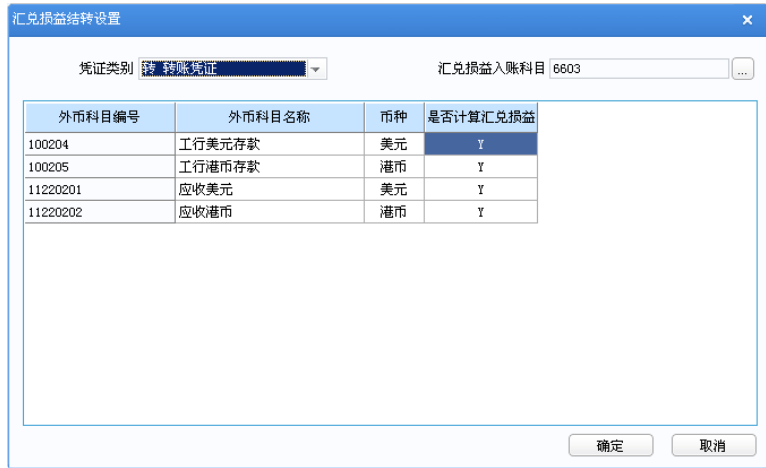 汇兑损益结转设置
凭证类别 转 转账凭证 汇兑损益入账科目 6603 ...
外币科目编号 外币科目名称 币种 是否计算汇兑损益
100204 工行美元存款 美元 Y
100205 工行港币存款 港币 Y
11220201 应收美元 美元 Y
11220202 应收港币 港币 Y
确定 取消